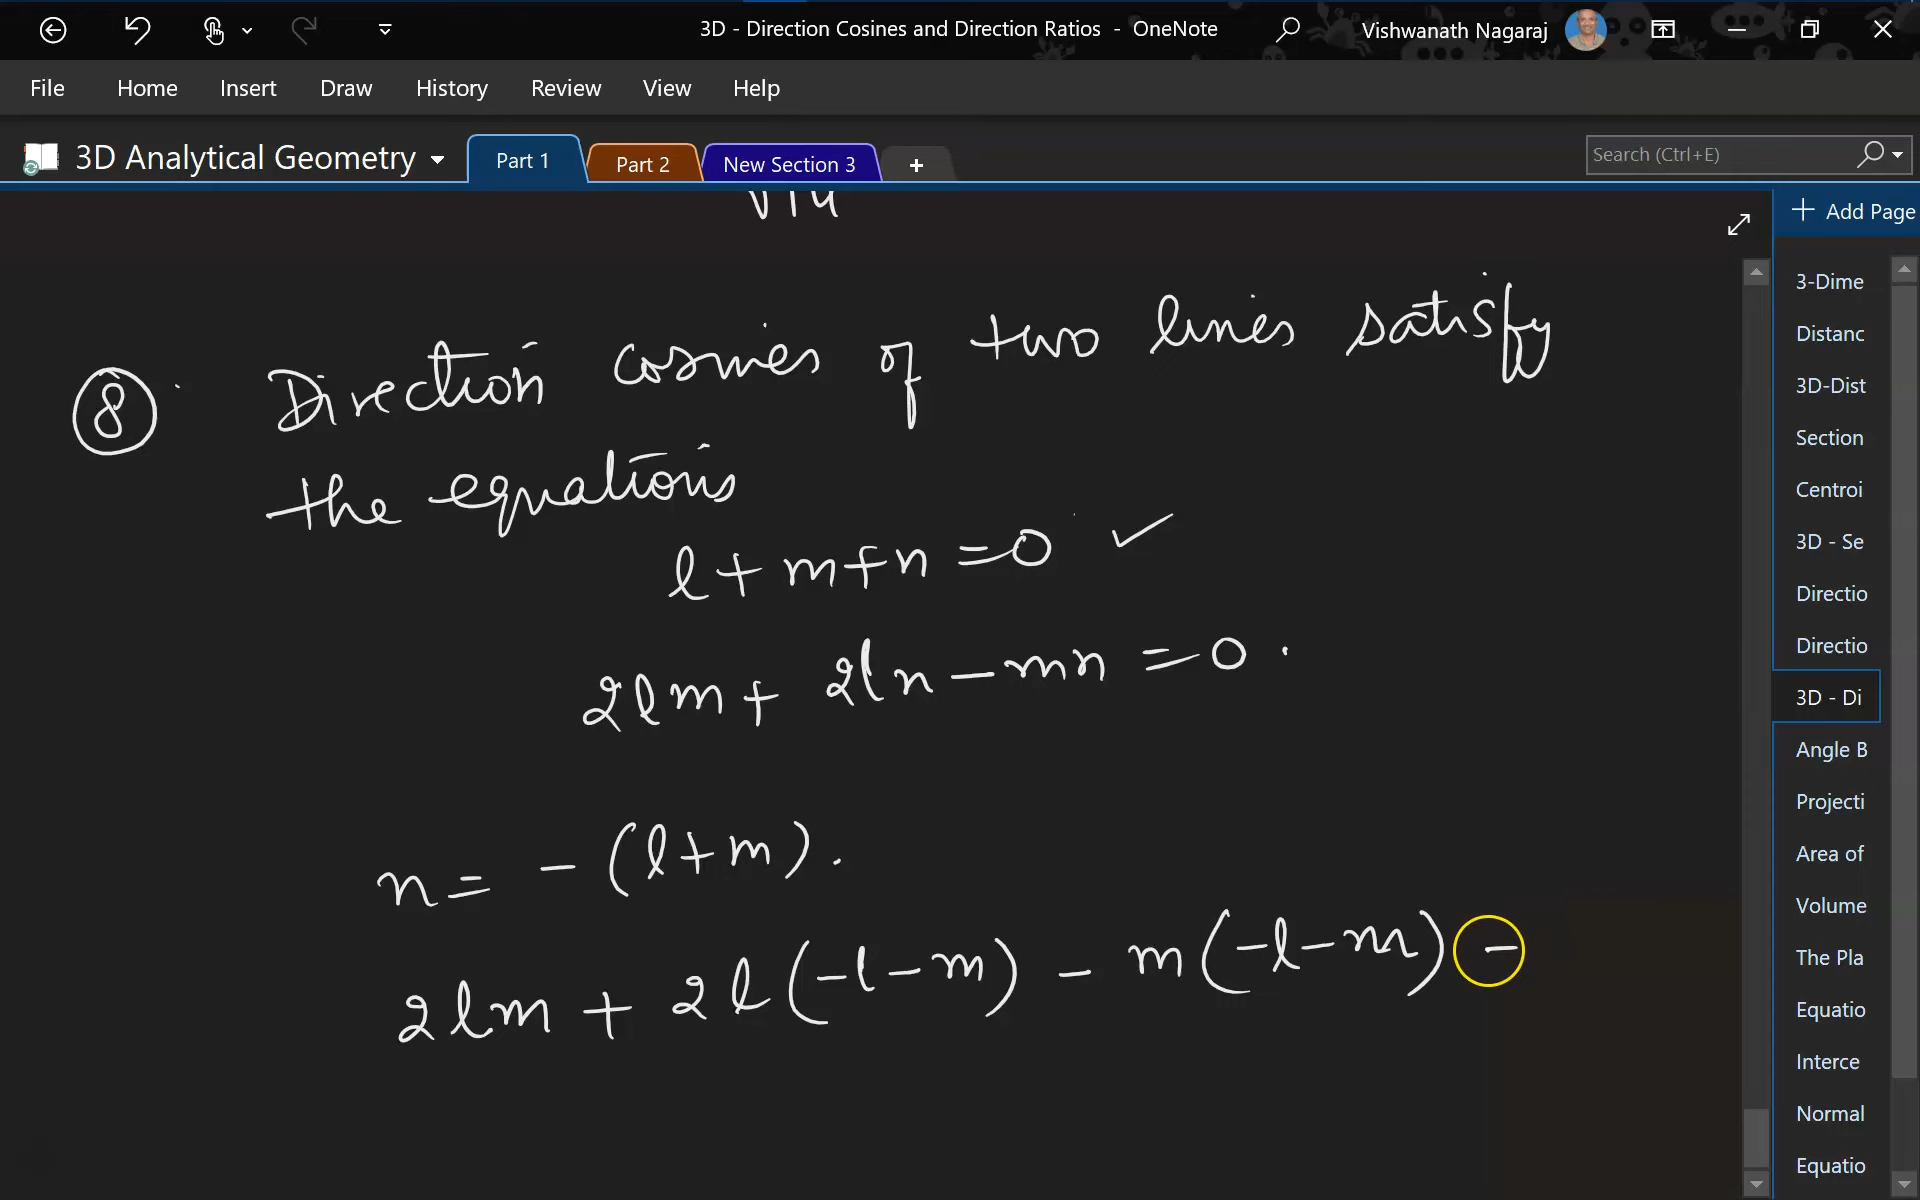 3D - Direction Cosines and Direction Ratios - OneNote
Vishwanath Nagaraj
File Home Insert Draw History Review View Help
3D Analytical Geometry
Part 1
Part 2
New Section 3
+
Search (Ctrl+E)
√14
⑧ Direction cosines of two lines satisfy
the equations
l + m + n = 0 ✓
2lm + 2ln - mn = 0.
n = -(l + m).
2lm + 2l(-l - m) - m(-l - m) -
+ Add Page
3-Dime
Distanc
3D-Dist
Section
Centroi
3D - Se
Directio
Directio
3D - Di
Angle B
Projecti
Area of
Volume
The Pla
Equatio
Interce
Normal
Equatio